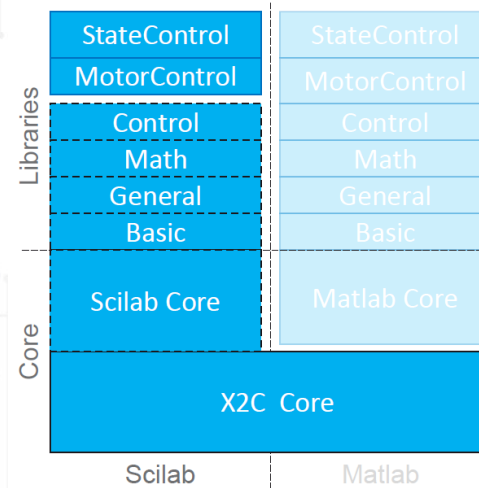 StateControl
MotorControl
Control
Math
General
Basic
Scilab Core
StateControl
MotorControl
Control
Math
General
Basic
Matlab Core
X2C Core
Libraries
Core
Scilab
Matlab